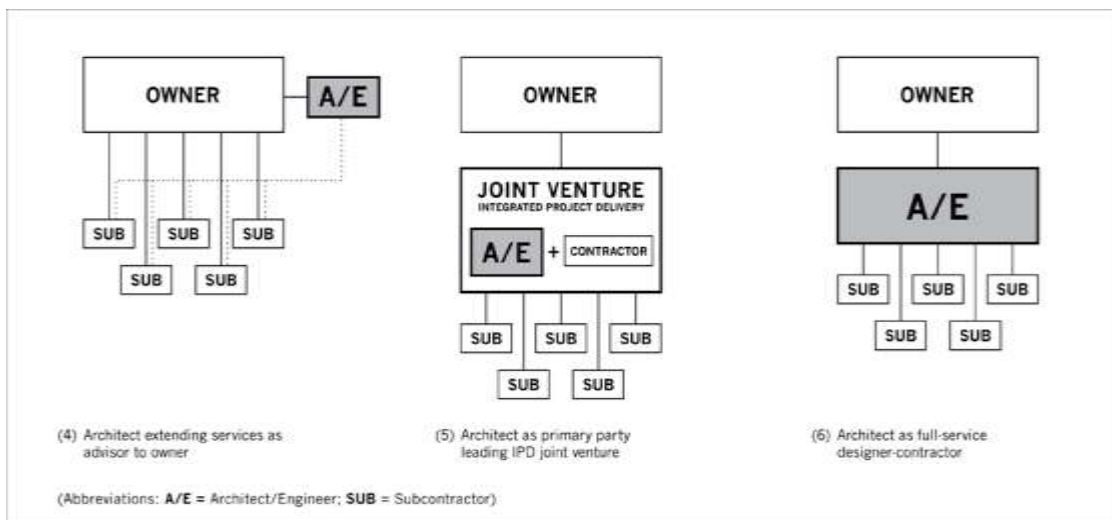 OWNER
A/E
SUB
SUB
SUB
SUB
SUB
(4) Architect extending services as
advisor to owner
OWNER
JOINT VENTURE
INTEGRATED PROJECT DELIVERY
A/E + CONTRACTOR
SUB
SUB
SUB
SUB
SUB
(5) Architect as primary party
leading IPD joint venture
OWNER
A/E
SUB
SUB
SUB
SUB
SUB
(6) Architect as full-service
designer-contractor
(Abbreviations: A/E = Architect/Engineer; SUB = Subcontractor)